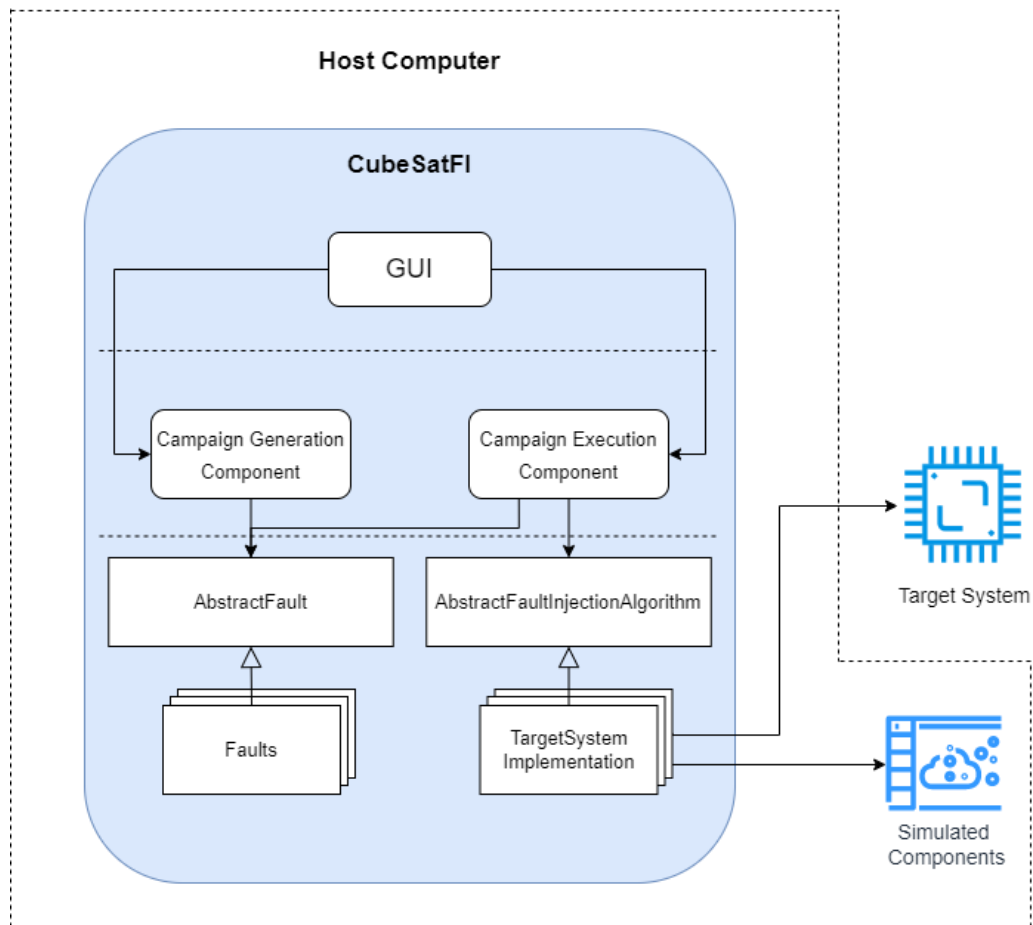 Host Computer
CubeSatFI
GUI
Campaign Generation
Component
Campaign Execution
Component
AbstractFault
AbstractFaultInjectionAlgorithm
Target System
Faults
TargetSystem
Implementation
Simulated
Components